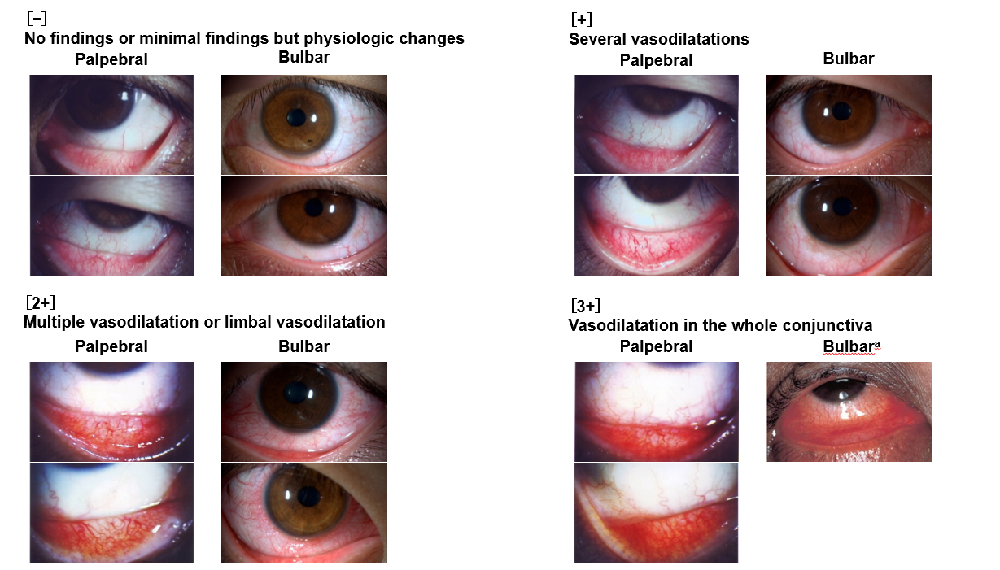 [−]
No findings or minimal findings but physiologic changes
Palpebral Bulbar
[+]
Several vasodilatations
Palpebral Bulbar
[2+]
Multiple vasodilatation or limbal vasodilatation
Palpebral Bulbar
[3+]
Vasodilatation in the whole conjunctiva
Palpebral Bulbarᵃ